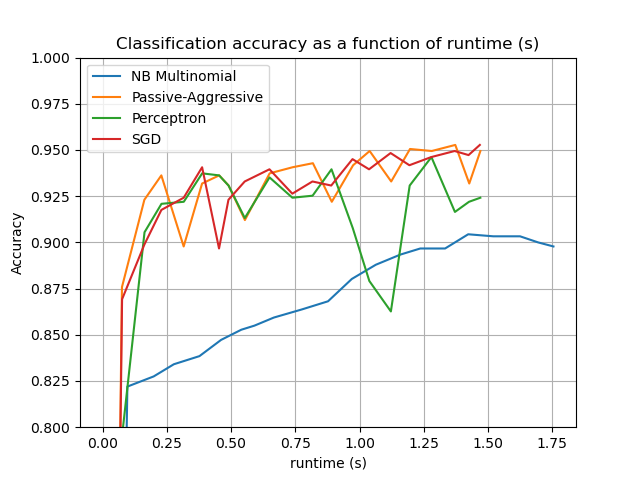 Classification accuracy as a function of runtime (s)
NB Multinomial
Passive-Aggressive
Perceptron
SGD
1.000
0.975
0.950
0.925
0.900
0.875
0.850
0.825
0.800
Accuracy
0.00 0.25 0.50 0.75 1.00 1.25 1.50 1.75
runtime (s)